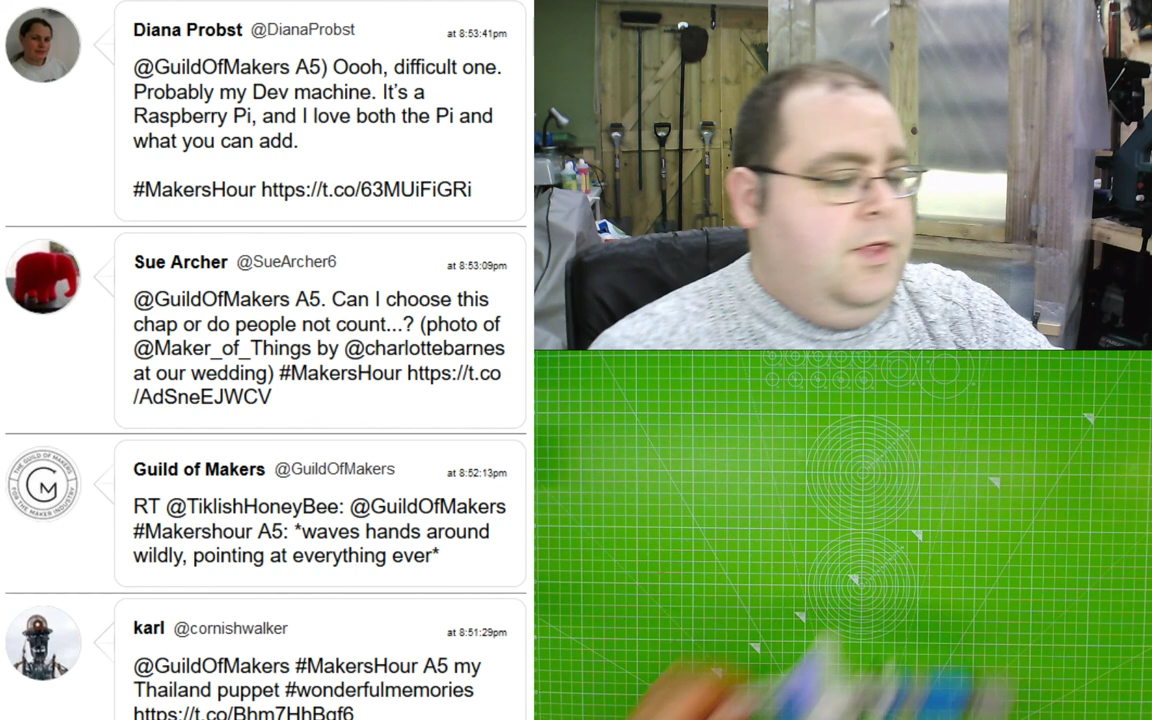 Diana Probst @DianaProbst at 8:53:41pm
@GuildOfMakers A5) Oooh, difficult one.
Probably my Dev machine. It's a
Raspberry Pi, and I love both the Pi and
what you can add.
#MakersHour https://t.co/63MUiFiGRi
Sue Archer @SueArcher6 at 8:53:09pm
@GuildOfMakers A5. Can I choose this
chap or do people not count...? (photo of
@Maker_of_Things by @charlottebarnes
at our wedding) #MakersHour https://t.co
/AdSneEJWCV
Guild of Makers @GuildOfMakers at 8:52:13pm
RT @TiklishHoneyBee: @GuildOfMakers
#Makershour A5: *waves hands around
wildly, pointing at everything ever*
karl @cornishwalker at 8:51:29pm
@GuildOfMakers #MakersHour A5 my
Thailand puppet #wonderfulmemories
https://t.co/Bhm7HhBqf6